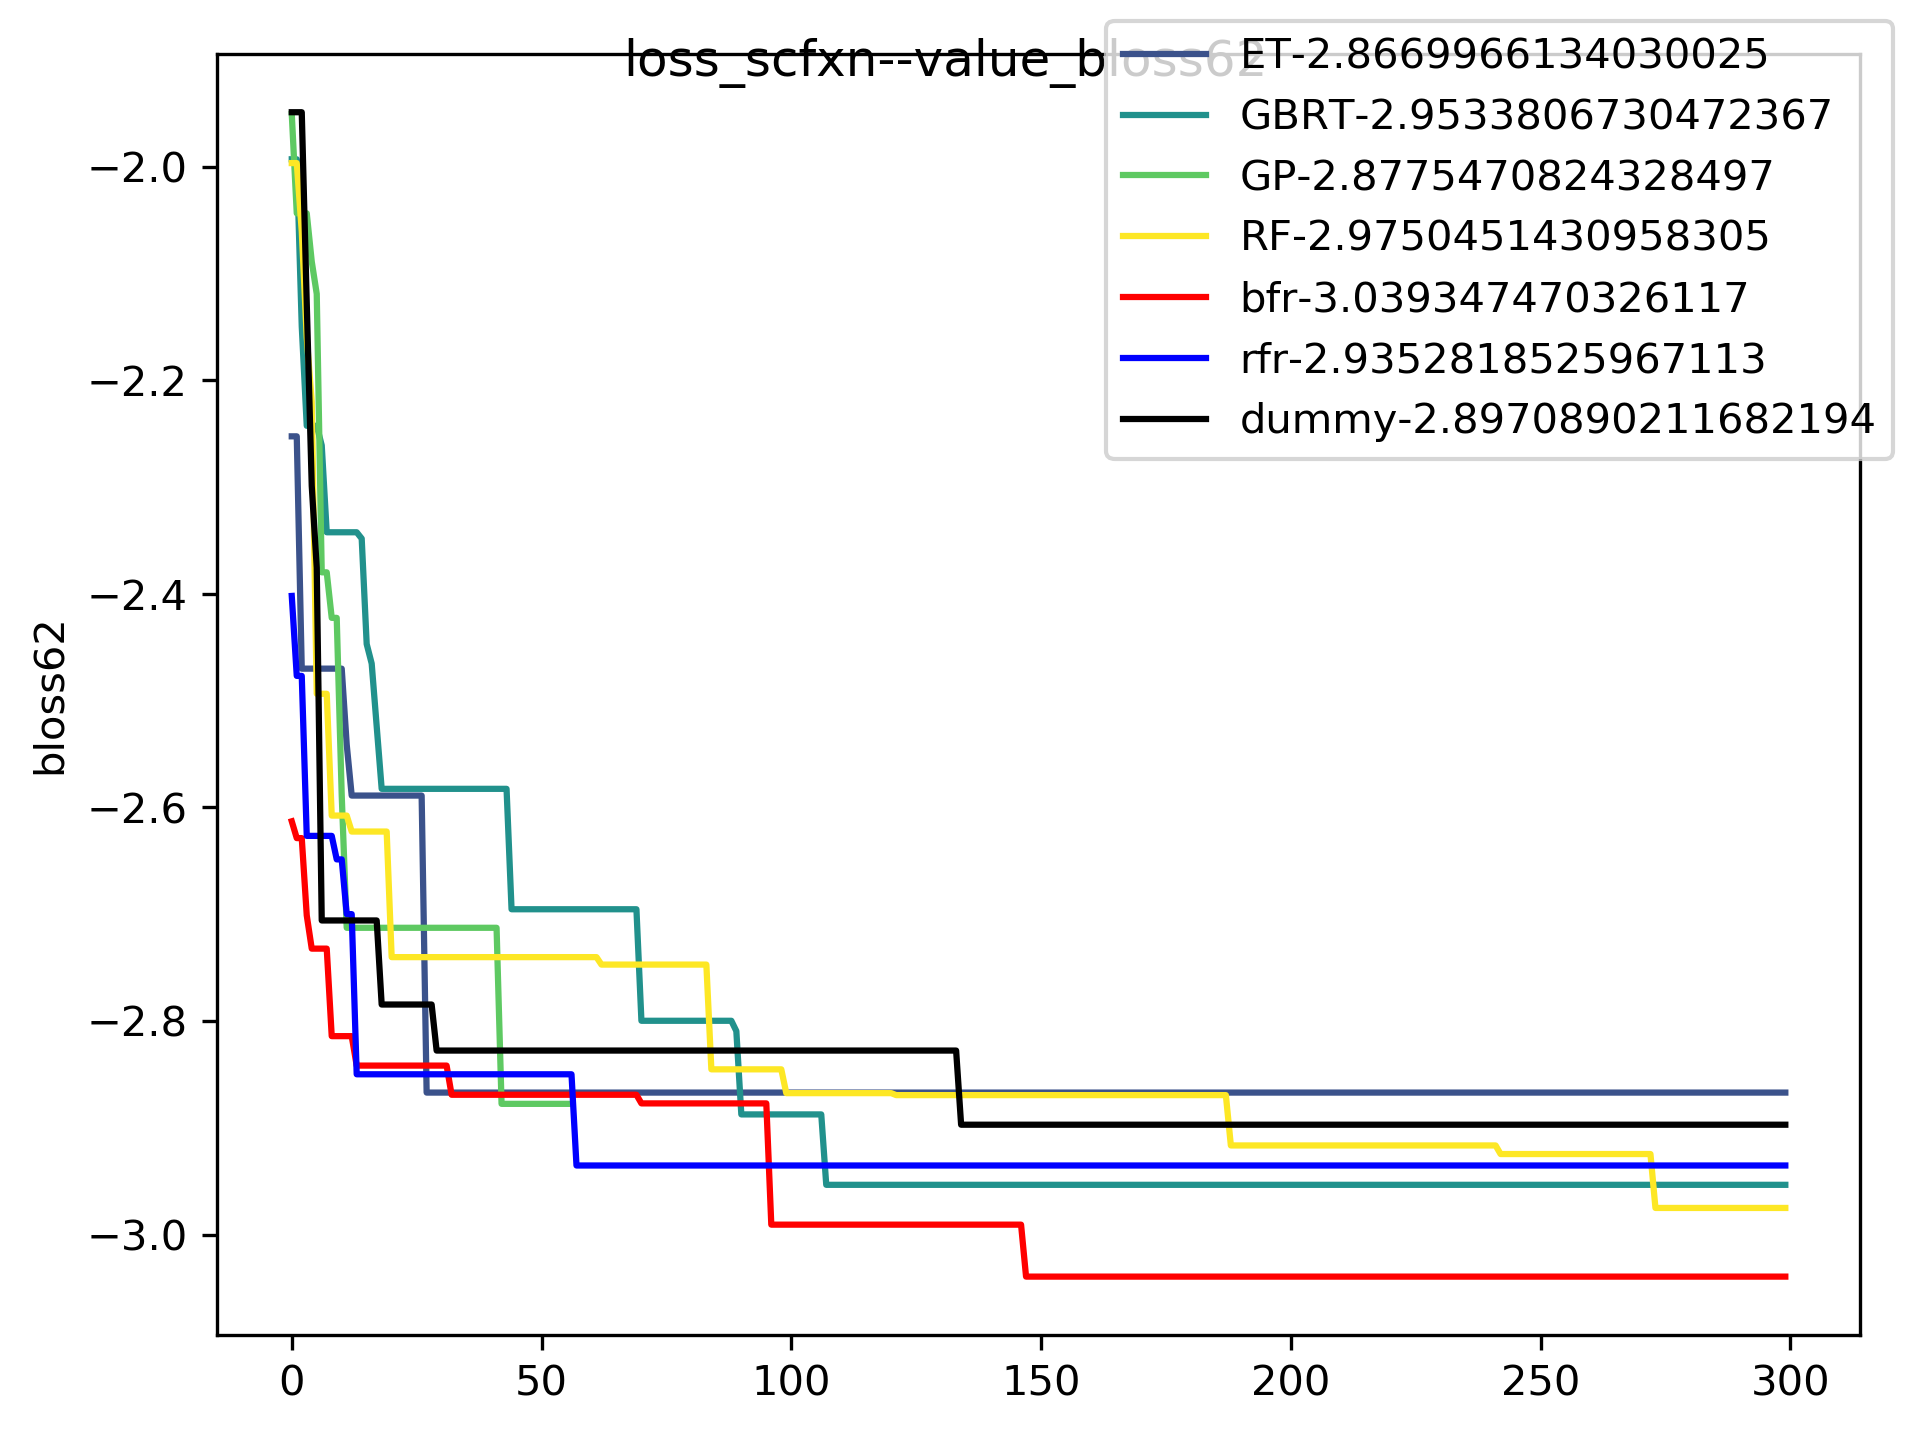 loss_scfxn--value_bloss62
ET-2.8669966134030025
GBRT-2.9533806730472367
GP-2.8775470824328497
RF-2.9750451430958305
bfr-3.039347470326117
rfr-2.9352818525967113
dummy-2.8970890211682194
−2.0
−2.2
−2.4
−2.6
−2.8
−3.0
bloss62
0
50
100
150
200
250
300